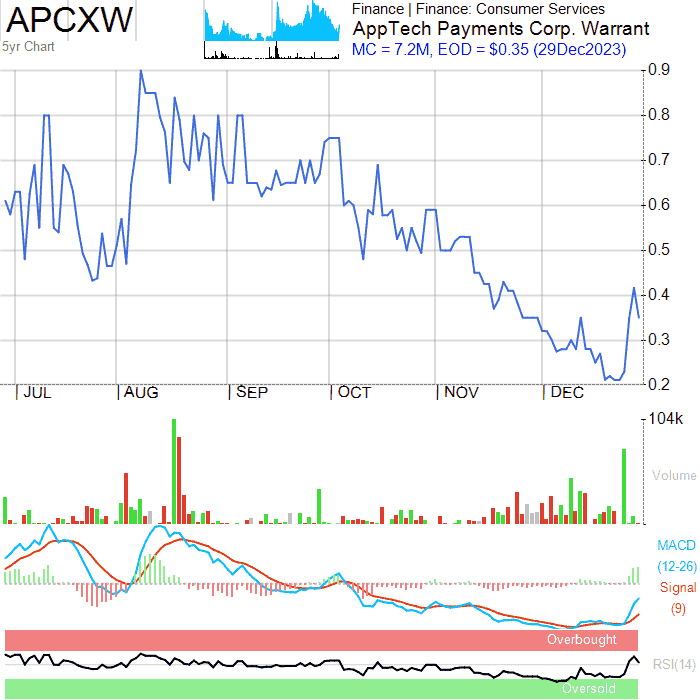 APCXW
5yr Chart
Finance | Finance: Consumer Services
AppTech Payments Corp. Warrant
MC = 7.2M, EOD = $0.35 (29Dec2023)
0.9
0.8
0.7
0.6
0.5
0.4
0.3
0.2
JUL AUG SEP OCT NOV DEC
104k
Volume
MACD
(12-26)
Signal
(9)
Overbought
RSI(14)
Oversold